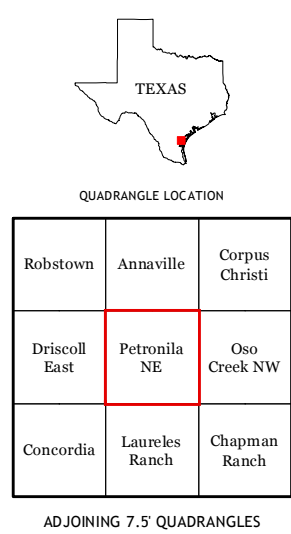 TEXAS
QUADRANGLE LOCATION
Robstown
Annaville
Corpus
Christi
Driscoll
East
Petronila
NE
Oso
Creek NW
Concordia
Laureles
Ranch
Chapman
Ranch
ADJOINING 7.5' QUADRANGLES